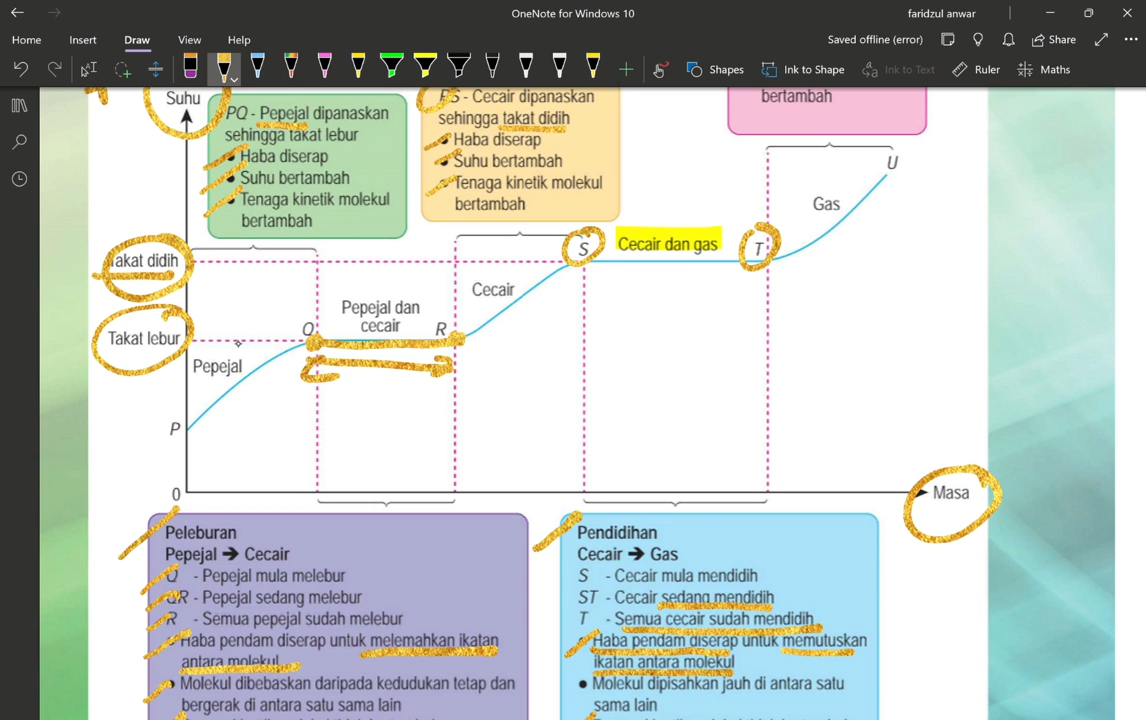 OneNote for Windows 10
faridzul anwar
Home
Insert
Draw
View
Help
Saved offline (error)
Share
Shapes
Ink to Shape
Ink to Text
Ruler
Maths
Suhu
PQ - Pepejal dipanaskan
sehingga takat lebur
● Haba diserap
● Suhu bertambah
● Tenaga kinetik molekul
bertambah
RS - Cecair dipanaskan
sehingga takat didih
● Haba diserap
● Suhu bertambah
● Tenaga kinetik molekul
bertambah
bertambah
U
Gas
Takat didih
S
Cecair dan gas
T
Cecair
Pepejal dan
cecair
Q
R
Takat lebur
Pepejal
P
0
Masa
Peleburan
Pepejal ➔ Cecair
Q - Pepejal mula melebur
QR - Pepejal sedang melebur
R - Semua pepejal sudah melebur
● Haba pendam diserap untuk melemahkan ikatan
antara molekul
● Molekul dibebaskan daripada kedudukan tetap dan
bergerak di antara satu sama lain
Pendidihan
Cecair ➔ Gas
S - Cecair mula mendidih
ST - Cecair sedang mendidih
T - Semua cecair sudah mendidih
● Haba pendam diserap untuk memutuskan
ikatan antara molekul
● Molekul dipisahkan jauh di antara satu
sama lain